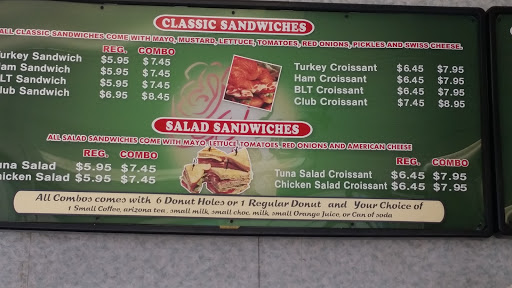 CLASSIC SANDWICHES
ALL CLASSIC SANDWICHES COME WITH MAYO, MUSTARD, LETTUCE, TOMATOES, RED ONIONS, PICKLES AND SWISS CHEESE.
REG. COMBO
urkey Sandwich $5.95 $7.45
am Sandwich $5.95 $7.45
BLT Sandwich $5.95 $7.45
lub Sandwich $6.95 $8.45
Turkey Croissant $6.45 $7.95
Ham Croissant $6.45 $7.95
BLT Croissant $6.45 $7.95
Club Croissant $7.45 $8.95
SALAD SANDWICHES
ALL SALAD SANDWICHES COME WITH MAYO, LETTUCE, TOMATOES, RED ONIONS AND AMERICAN CHEESE
REG. COMBO
una Salad $5.95 $7.45
hicken Salad $5.95 $7.45
REG. COMBO
Tuna Salad Croissant $6.45 $7.95
Chicken Salad Croissant $6.45 $7.95
All Combos comes with 6 Donut Holes or 1 Regular Donut and Your Choice of
1 Small Coffee, arizona tea, small milk, small choc. milk, small Orange Juice, or Can of soda